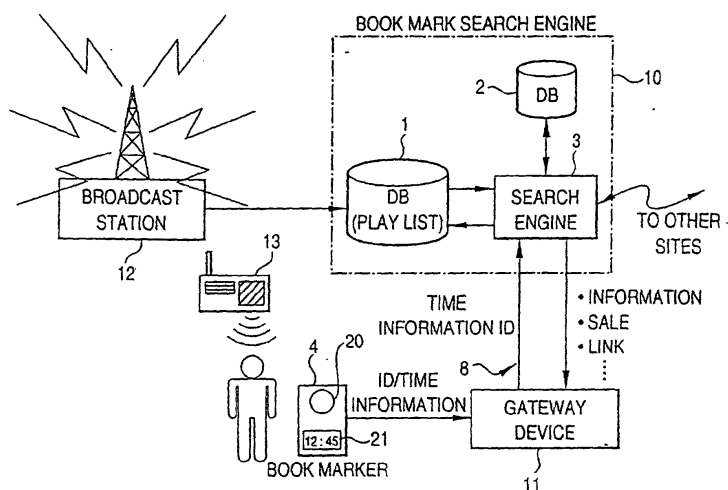 BOOK MARK SEARCH ENGINE
10
2
DB
1
3
DB
(PLAY LIST)
SEARCH
ENGINE
BROADCAST
STATION
12
TO OTHER
SITES
13
TIME
INFORMATION ID
• INFORMATION
• SALE
• LINK
8
4
20
ID/TIME
INFORMATION
GATEWAY
DEVICE
12:45
21
BOOK MARKER
11